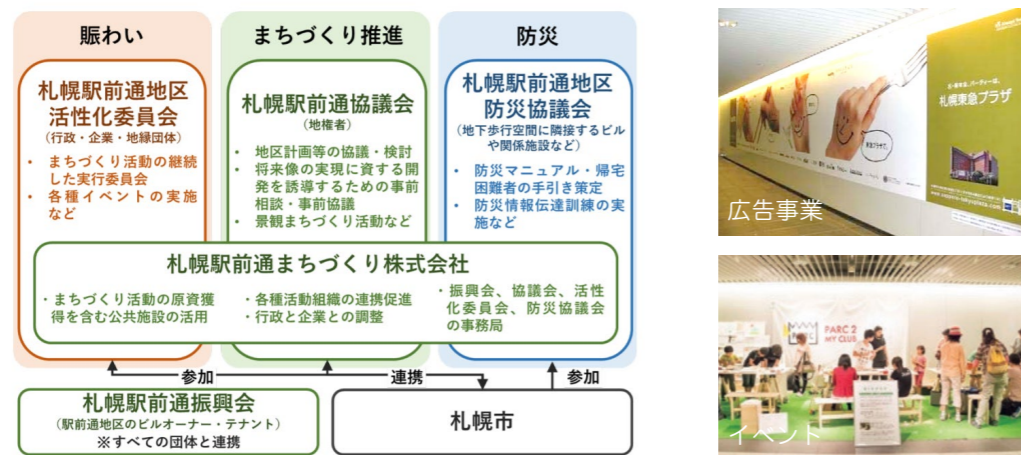 賑わい
まちづくり推進
防災
札幌駅前通地区
活性化委員会
(行政・企業・地縁団体)
• まちづくり活動の継続
した実行委員会
• 各種イベントの実施
など
札幌駅前通協議会
(地権者)
• 地区計画等の協議・検討
• 将来像の実現に資する開
発を誘導するための事前
相談・事前協議
• 景観まちづくり活動など
札幌駅前通地区
防災協議会
(地下歩行空間に隣接するビル
や関係施設など)
• 防災マニュアル・帰宅
困難者の手引き策定
• 防災情報伝達訓練の実
施など
札幌駅前通まちづくり株式会社
・まちづくり活動の原資獲
得を含む公共施設の活用
・各種活動組織の連携促進
・行政と企業との調整
・振興会、協議会、活性
化委員会、防災協議会
の事務局
参加
連携
参加
札幌駅前通振興会
(駅前通地区のビルオーナー・テナント)
※すべての団体と連携
札幌市
札幌東急プラザ
広告事業
PARC 2
MY CLUB
イベント